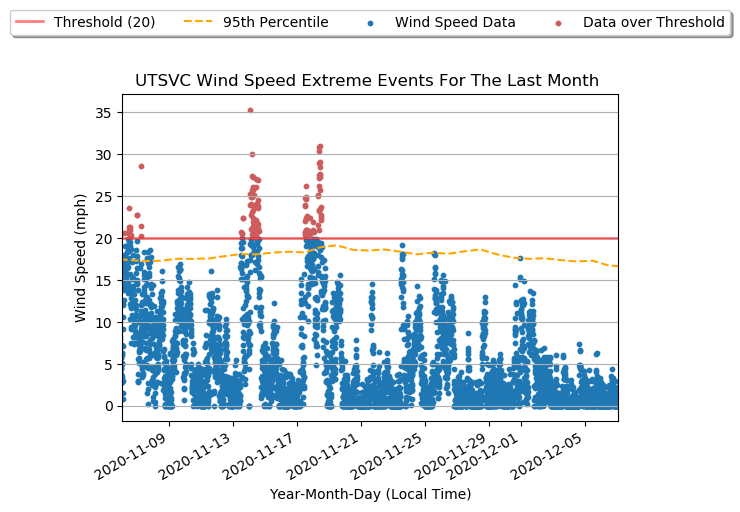 Threshold (20) 95th Percentile Wind Speed Data Data over Threshold
UTSVC Wind Speed Extreme Events For The Last Month
Wind Speed (mph)
35
30
25
20
15
10
5
0
2020-11-09 2020-11-13 2020-11-17 2020-11-21 2020-11-25 2020-11-29 2020-12-01 2020-12-05
Year-Month-Day (Local Time)